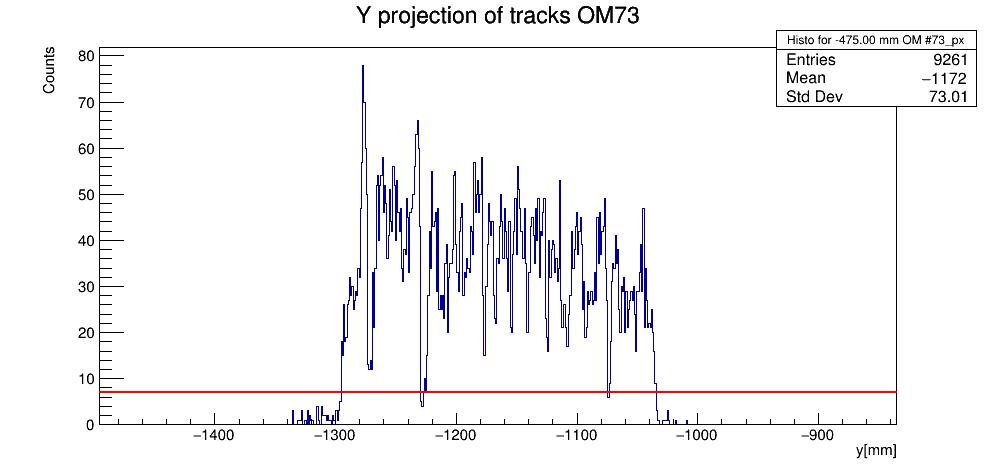 Y projection of tracks OM73
Histo for -475.00 mm OM #73_px
Entries 9261
Mean −1172
Std Dev 73.01
Counts
80
70
60
50
40
30
20
10
0
−1400 −1300 −1200 −1100 −1000 −900
y[mm]